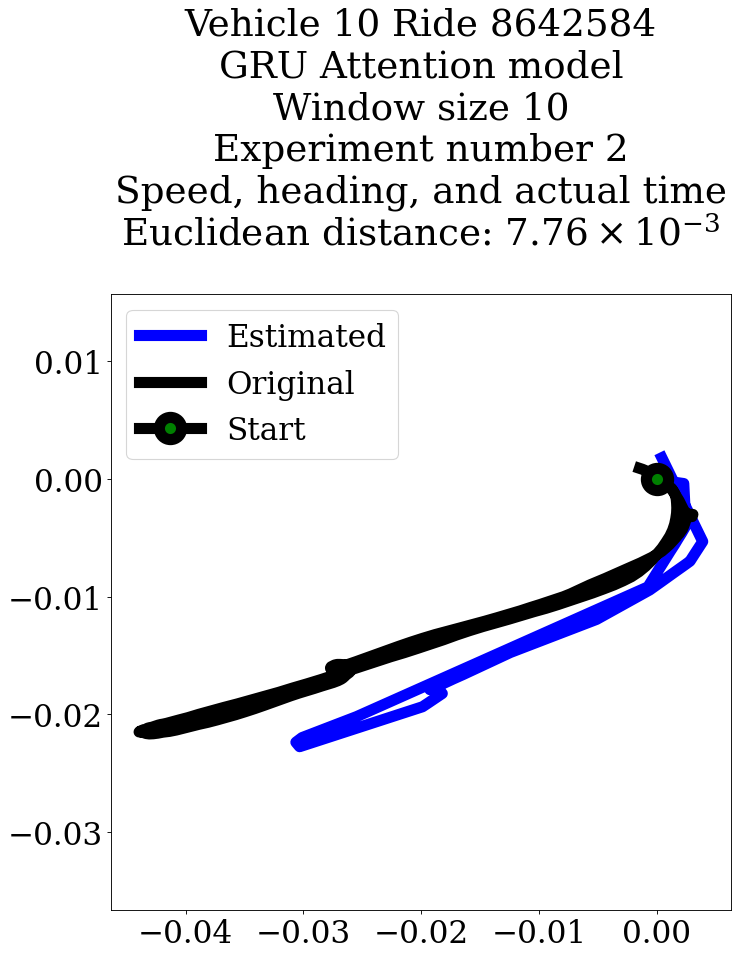 Vehicle 10 Ride 8642584
GRU Attention model
Window size 10
Experiment number 2
Speed, heading, and actual time
Euclidean distance: 7.76 × 10⁻³
Estimated
Original
Start
0.01
0.00
−0.01
−0.02
−0.03
−0.04 −0.03 −0.02 −0.01 0.00